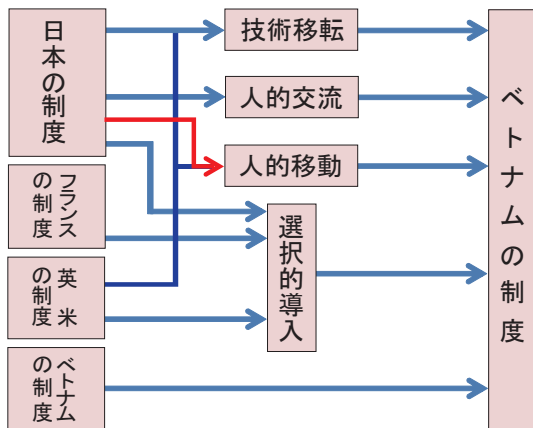 日本の制度
技術移転
人的交流
人的移動
フランス
の制度
英米
の制度
選択的導入
ベトナム
の制度
ベトナムの制度